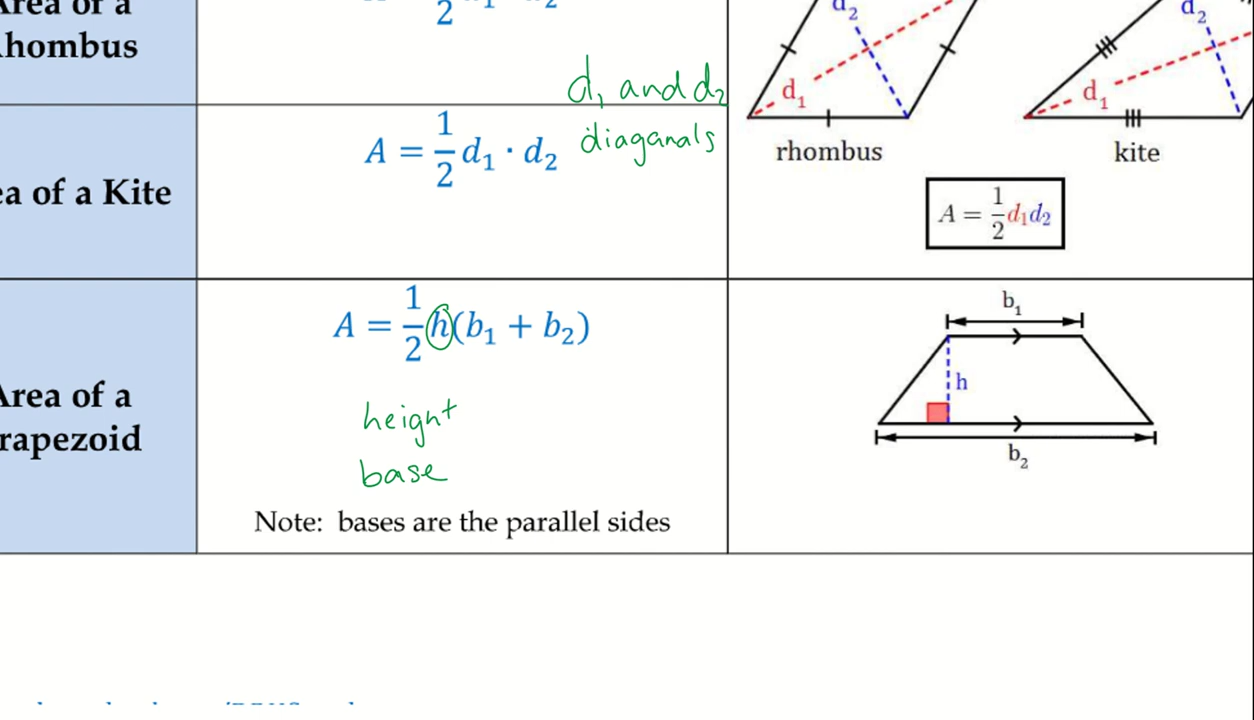 Area of a
hombus
1
2
d₂
d₁
rhombus
d₂
d₁
kite
d₁ and d₂
diaganals
a of a Kite
A = 1/2 d₁ · d₂
A = 1/2 d₁d₂
Area of a
rapezoid
A = 1/2 h(b₁ + b₂)
height
base
Note: bases are the parallel sides
b₁
h
b₂